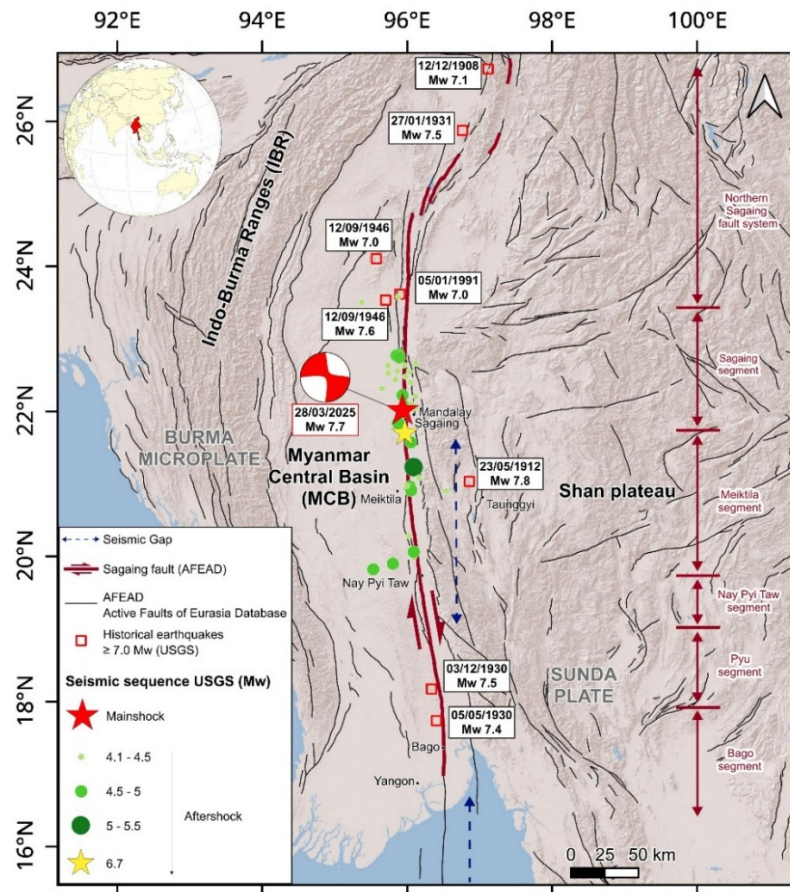 92°E
94°E
96°E
98°E
100°E
26°N
24°N
22°N
20°N
18°N
16°N
12/12/1908
Mw 7.1
27/01/1931
Mw 7.5
Indo-Burma Ranges (IBR)
12/09/1946
Mw 7.0
05/01/1991
Mw 7.0
12/09/1946
Mw 7.6
28/03/2025
Mw 7.7
Mandalay
Sagaing
BURMA
MICROPLATE
Myanmar
Central Basin
(MCB)
Meiktila
23/05/1912
Mw 7.8
Taunggyi
Shan plateau
Nay Pyi Taw
03/12/1930
Mw 7.5
05/05/1930
Mw 7.4
SUNDA
PLATE
Bago
Yangon
Northern
Sagaing
fault system
Sagaing
segment
Meiktila
segment
Nay Pyi Taw
segment
Pyu
segment
Bago
segment
Seismic Gap
Sagaing fault (AFEAD)
AFEAD
Active Faults of Eurasia Database
Historical earthquakes
≥ 7.0 Mw (USGS)
Seismic sequence USGS (Mw)
Mainshock
4.1 - 4.5
4.5 - 5
5 - 5.5
6.7
Aftershock
0 25 50 km